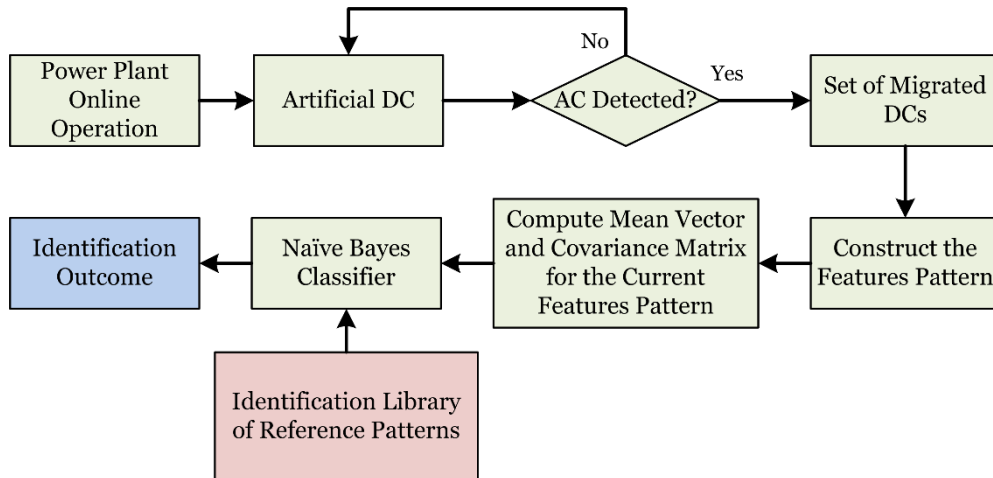 No
Yes
Power Plant
Online
Operation
Artificial DC
AC Detected?
Set of Migrated
DCs
Identification
Outcome
Naïve Bayes
Classifier
Compute Mean Vector
and Covariance Matrix
for the Current
Features Pattern
Construct the
Features Pattern
Identification Library
of Reference Patterns